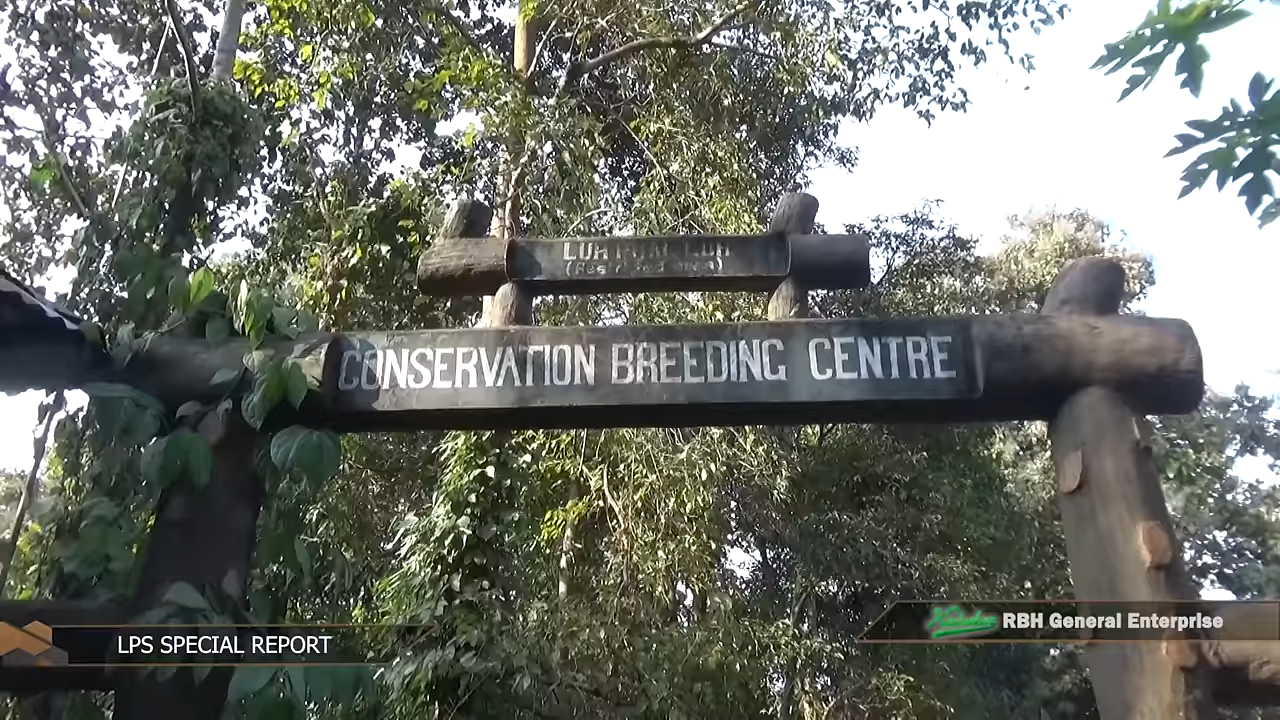 CONSERVATION BREEDING CENTRE
LPS SPECIAL REPORT
RBH General Enterprise